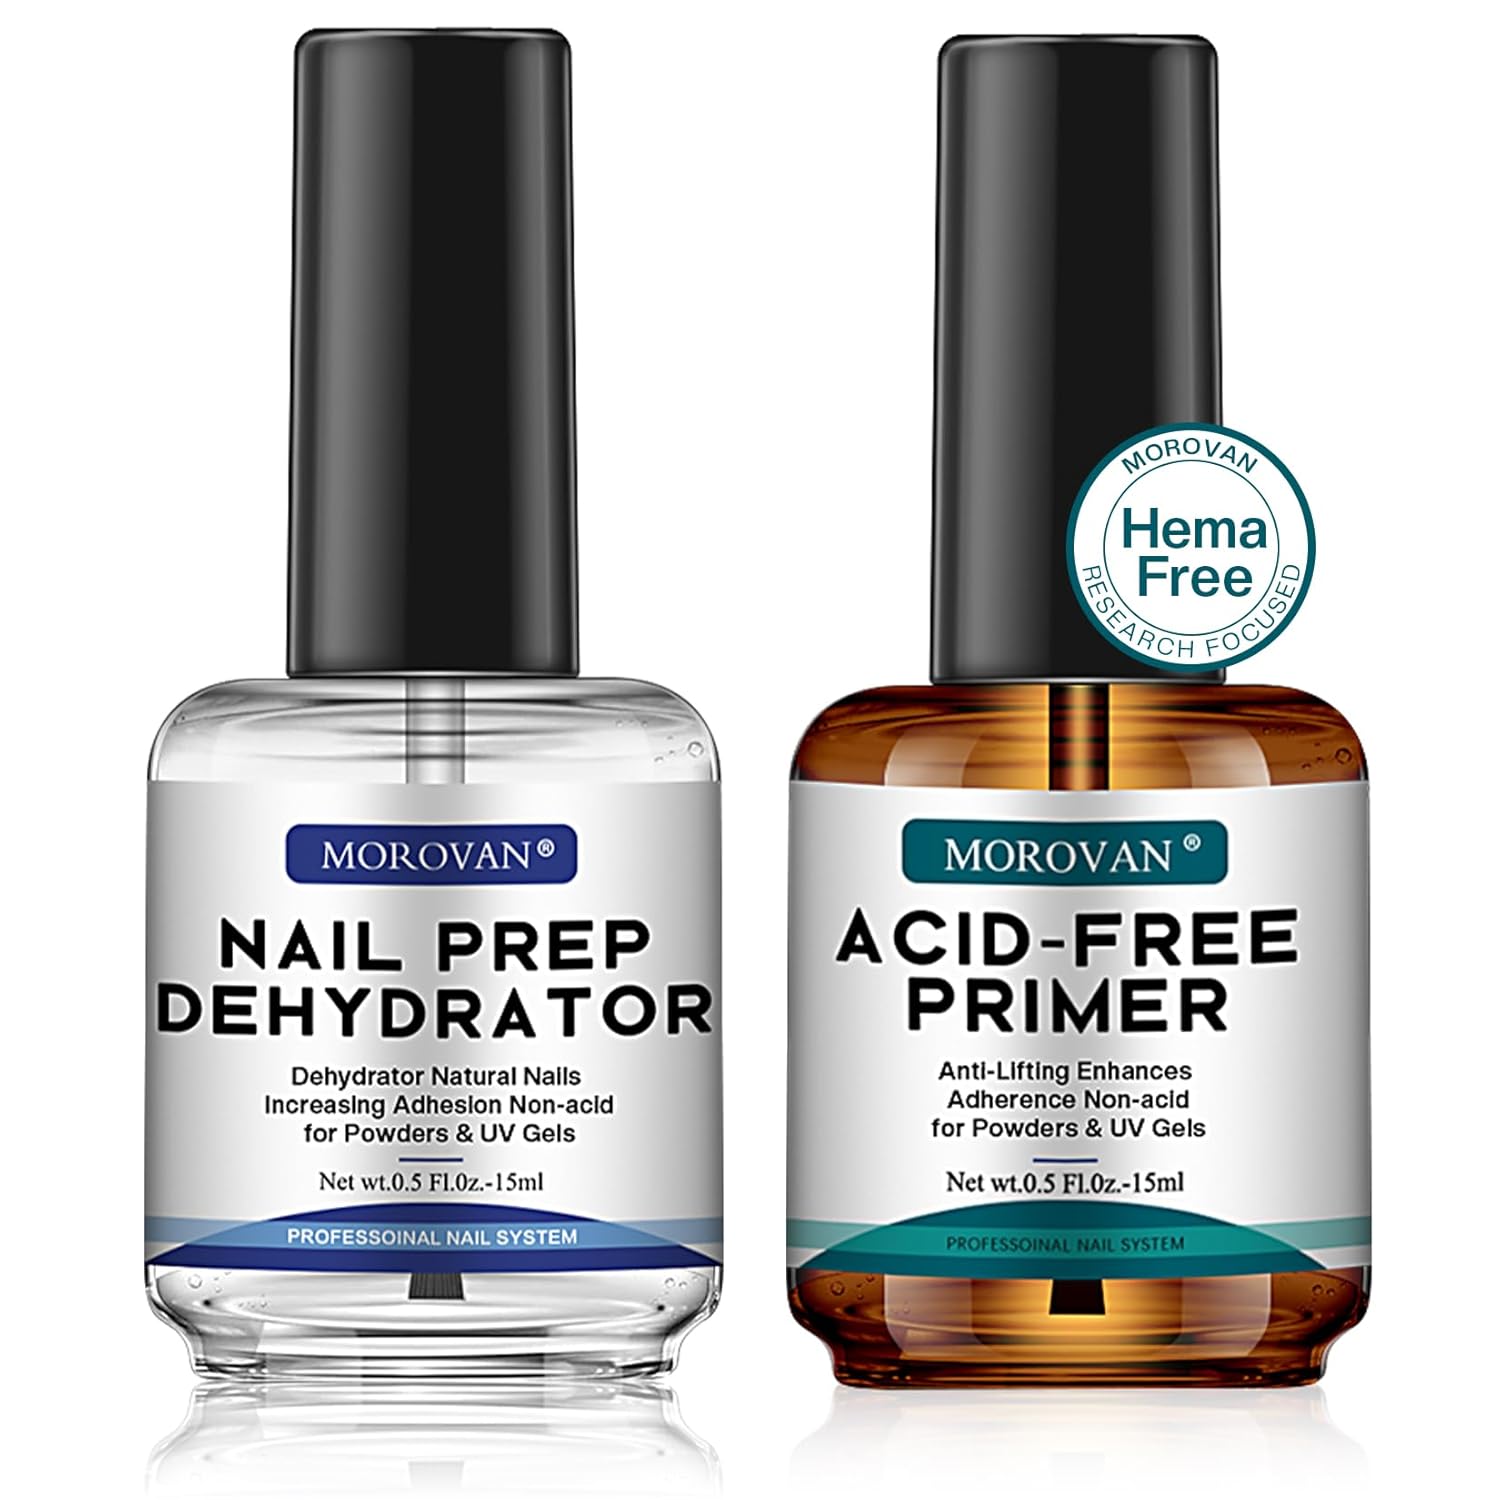 MOROVAN®
NAIL PREP
DEHYDRATOR
Dehydrator Natural Nails
Increasing Adhesion Non-acid
for Powders & UV Gels
Net wt.0.5 Fl.0z.-15ml
PROFESSOINAL NAIL SYSTEM
MOROVAN
Hema
Free
RESEARCH FOCUSED
MOROVAN ®
ACID-FREE
PRIMER
Anti-Lifting Enhances
Adherence Non-acid
for Powders & UV Gels
Net wt.0.5 Fl.0z.-15ml
PROFESSOINAL NAIL SYSTEM